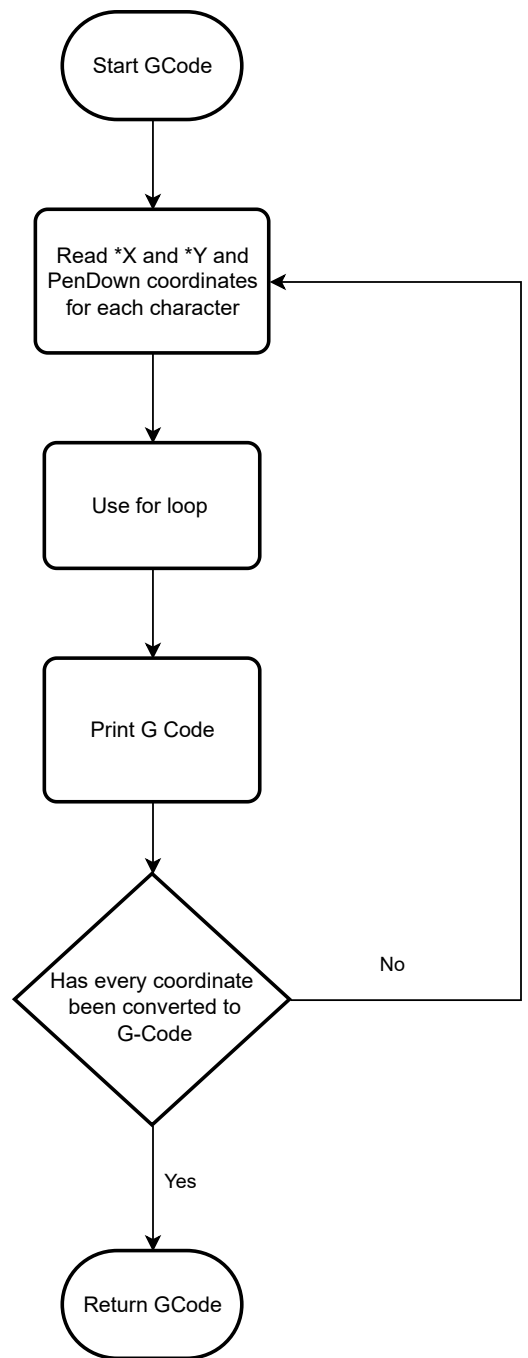 Start GCode
Read *X and *Y and
PenDown coordinates
for each character
Use for loop
Print G Code
Has every coordinate
been converted to
G-Code
No
Yes
Return GCode